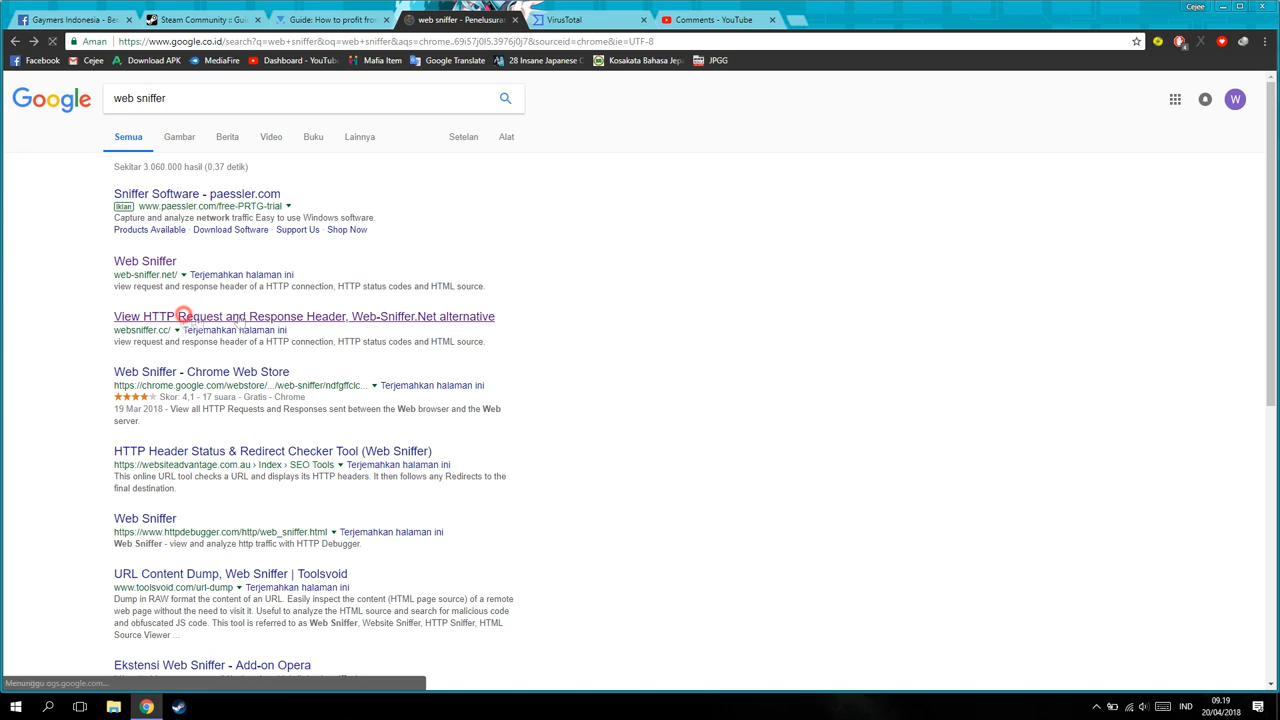 Gaymers Indonesia - Be:
Steam Community :: Guid
Guide: How to profit from
web sniffer - Penelusura
VirusTotal
Comments - YouTube
Cejee
Aman
https://www.google.co.id/search?q=web+sniffer&oq=web+sniffer&aqs=chrome..69i57j0l5.3976j0j7&sourceid=chrome&ie=UTF-8
Facebook
Cejee
Download APK
MediaFire
Dashboard - YouTube
Mafia Item
Google Translate
28 Insane Japanese C
Kosakata Bahasa Jepa
JPGG
Google
web sniffer
W
Semua
Gambar
Berita
Video
Buku
Lainnya
Setelan
Alat
Sekitar 3.060.000 hasil (0,37 detik)
Sniffer Software - paessler.com
Iklan www.paessler.com/free-PRTG-trial
Capture and analyze network traffic Easy to use Windows software.
Products Available · Download Software · Support Us · Shop Now
Web Sniffer
web-sniffer.net/ Terjemahkan halaman ini
view request and response header of a HTTP connection, HTTP status codes and HTML source.
View HTTP Request and Response Header, Web-Sniffer.Net alternative
websniffer.cc/ Terjemahkan halaman ini
view request and response header of a HTTP connection, HTTP status codes and HTML source.
Web Sniffer - Chrome Web Store
https://chrome.google.com/webstore/.../web-sniffer/ndfgffclc... Terjemahkan halaman ini
Skor: 4,1 - 17 suara - Gratis - Chrome
19 Mar 2018 - View all HTTP Requests and Responses sent between the Web browser and the Web
server.
HTTP Header Status & Redirect Checker Tool (Web Sniffer)
https://websiteadvantage.com.au › Index › SEO Tools Terjemahkan halaman ini
This online URL tool checks a URL and displays its HTTP headers. It then follows any Redirects to the
final destination.
Web Sniffer
https://www.httpdebugger.com/http/web_sniffer.html Terjemahkan halaman ini
Web Sniffer - view and analyze http traffic with HTTP Debugger.
URL Content Dump, Web Sniffer | Toolsvoid
www.toolsvoid.com/url-dump Terjemahkan halaman ini
Dump in RAW format the content of an URL. Easily inspect the content (HTML page source) of a remote
web page without the need to visit it. Useful to analyze the HTML source and search for malicious code
and obfuscated JS code. This tool is referred to as Web Sniffer, Website Sniffer, HTTP Sniffer, HTML
Source Viewer ...
Ekstensi Web Sniffer - Add-on Opera
Menunggu ogs.google.com...
IND
09.19
20/04/2018